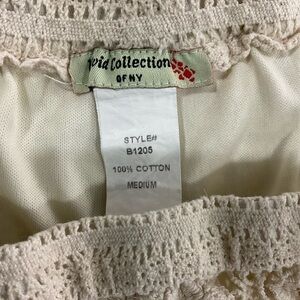 Collection
OF NY
STYLE#
B1205
100% COTTON
MEDIUM